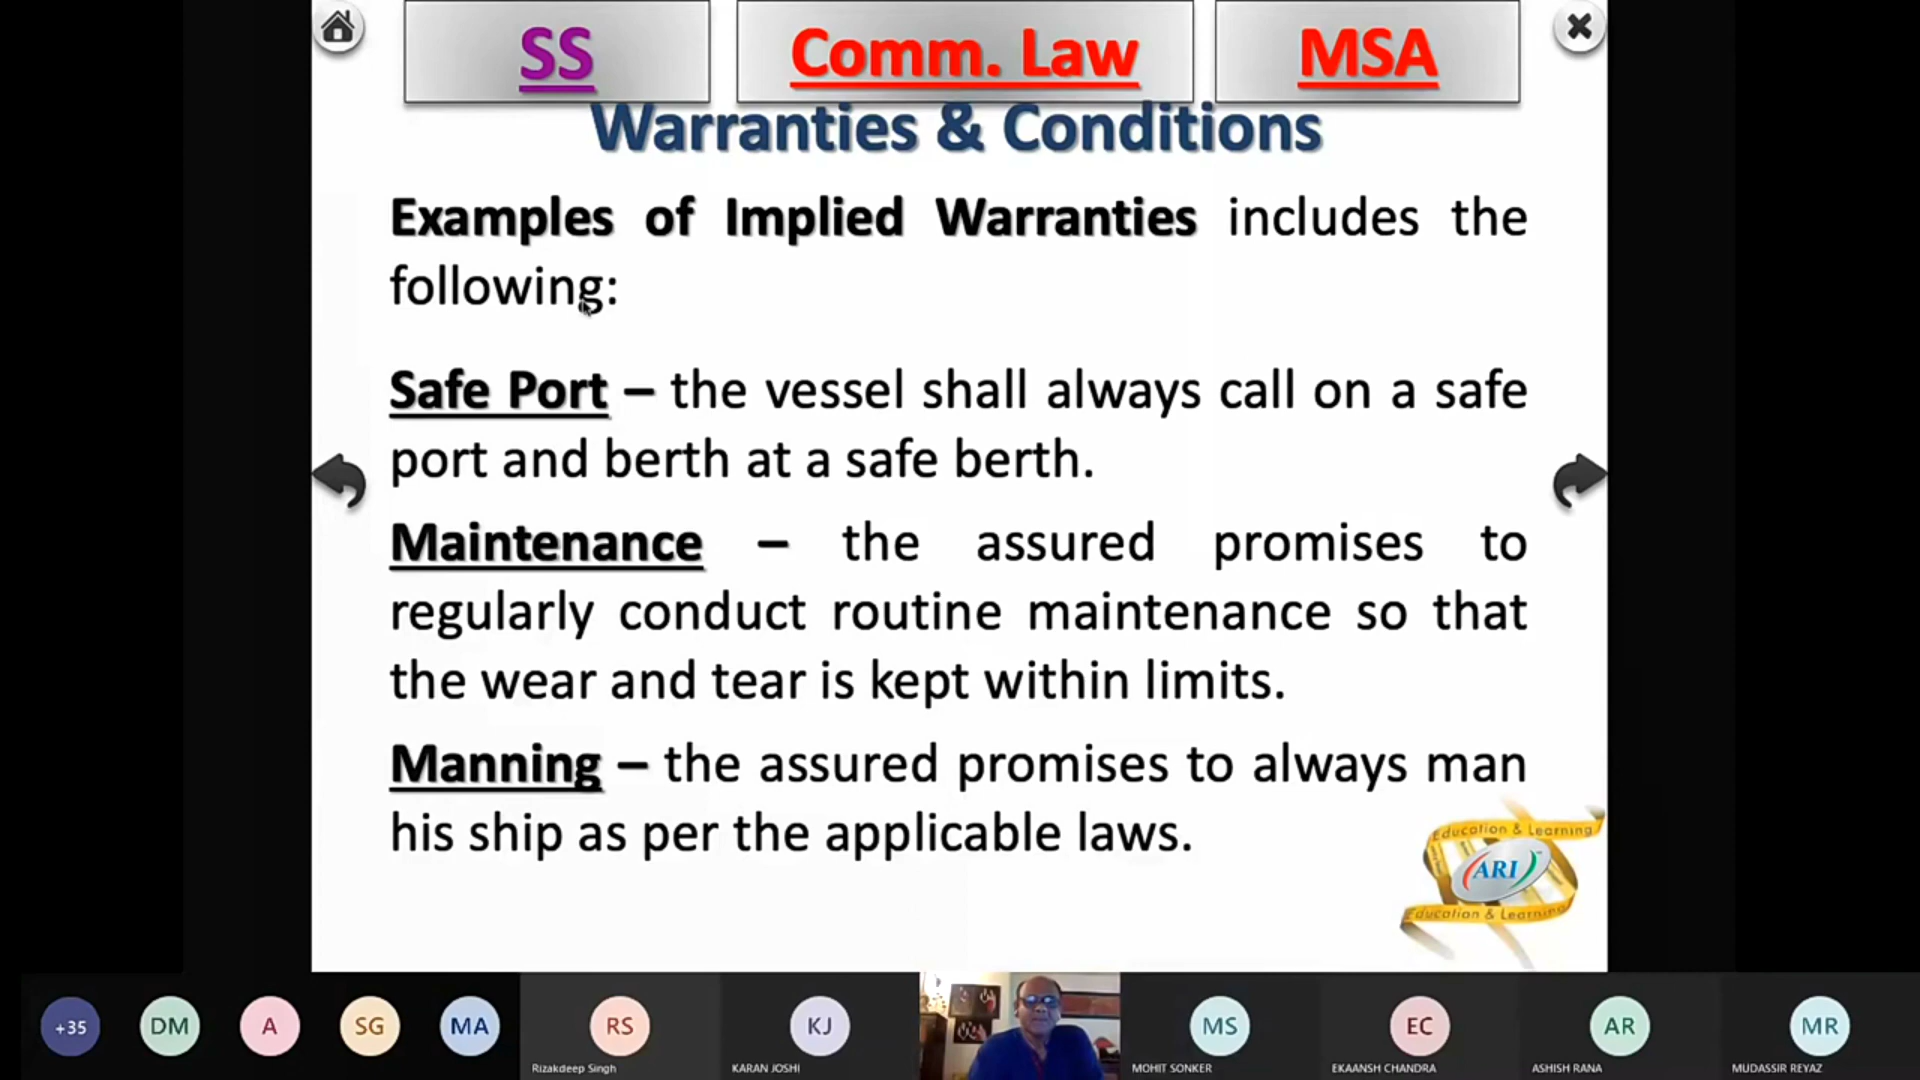 SS
Comm. Law
MSA
Warranties & Conditions
Examples of Implied Warranties includes the
following:
Safe Port – the vessel shall always call on a safe
port and berth at a safe berth.
Maintenance – the assured promises to
regularly conduct routine maintenance so that
the wear and tear is kept within limits.
Manning – the assured promises to always man
his ship as per the applicable laws.
Education & Learning
ARI
Education & Learning
+35
DM
A
SG
MA
RS
KJ
MS
EC
AR
MR
Rizakdeep Singh
KARAN JOSHI
MOHIT SONKER
EKAANSH CHANDRA
ASHISH RANA
MUDASSIR REYAZ